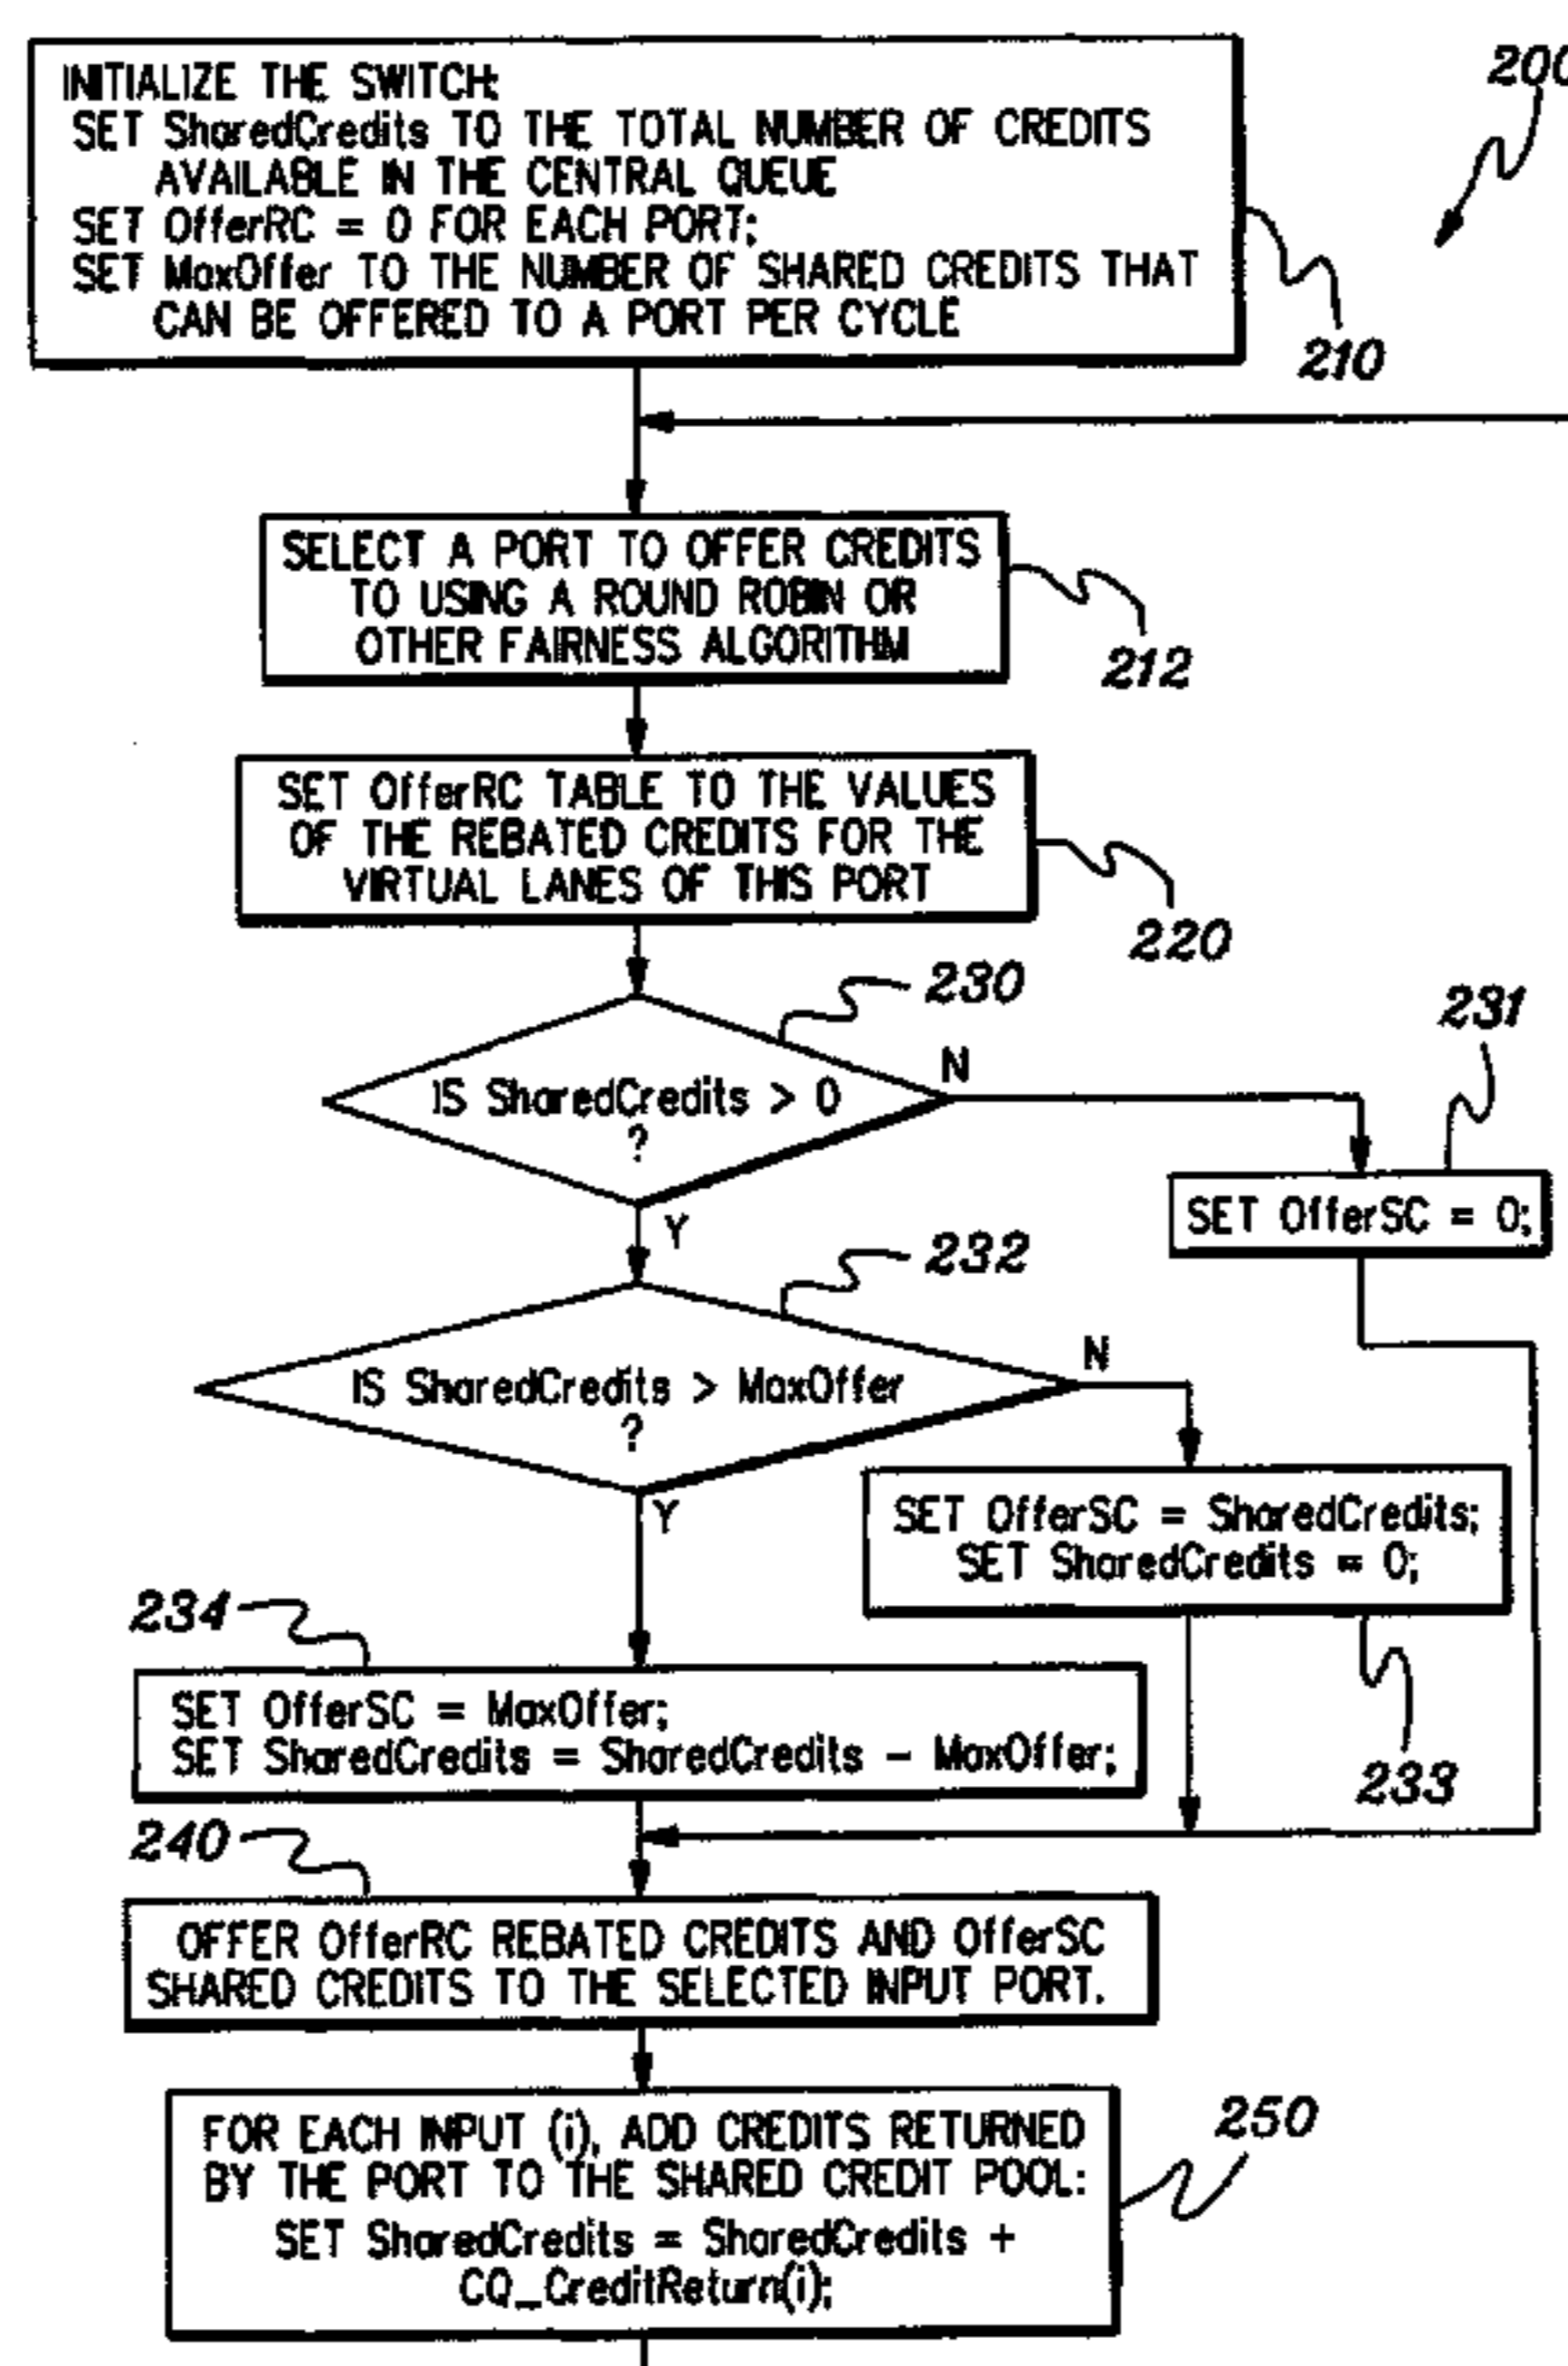 INITIALIZE THE SWITCH:
SET SharedCredits TO THE TOTAL NUMBER OF CREDITS
AVAILABLE IN THE CENTRAL QUEUE
SET OfferRC = 0 FOR EACH PORT;
SET MaxOffer TO THE NUMBER OF SHARED CREDITS THAT
CAN BE OFFERED TO A PORT PER CYCLE
200
210
SELECT A PORT TO OFFER CREDITS
TO USING A ROUND ROBIN OR
OTHER FAIRNESS ALGORITHM
212
SET OfferRC TABLE TO THE VALUES
OF THE REBATED CREDITS FOR THE
VIRTUAL LANES OF THIS PORT
220
230
IS SharedCredits > 0
?
N
Y
231
SET OfferSC = 0;
232
IS SharedCredits > MaxOffer
?
N
Y
SET OfferSC = SharedCredits;
SET SharedCredits = 0;
233
234
SET OfferSC = MaxOffer;
SET SharedCredits = SharedCredits - MaxOffer;
240
OFFER OfferRC REBATED CREDITS AND OfferSC
SHARED CREDITS TO THE SELECTED INPUT PORT.
FOR EACH INPUT (i), ADD CREDITS RETURNED
BY THE PORT TO THE SHARED CREDIT POOL:
SET SharedCredits = SharedCredits +
CQ_CreditReturn(i);
250